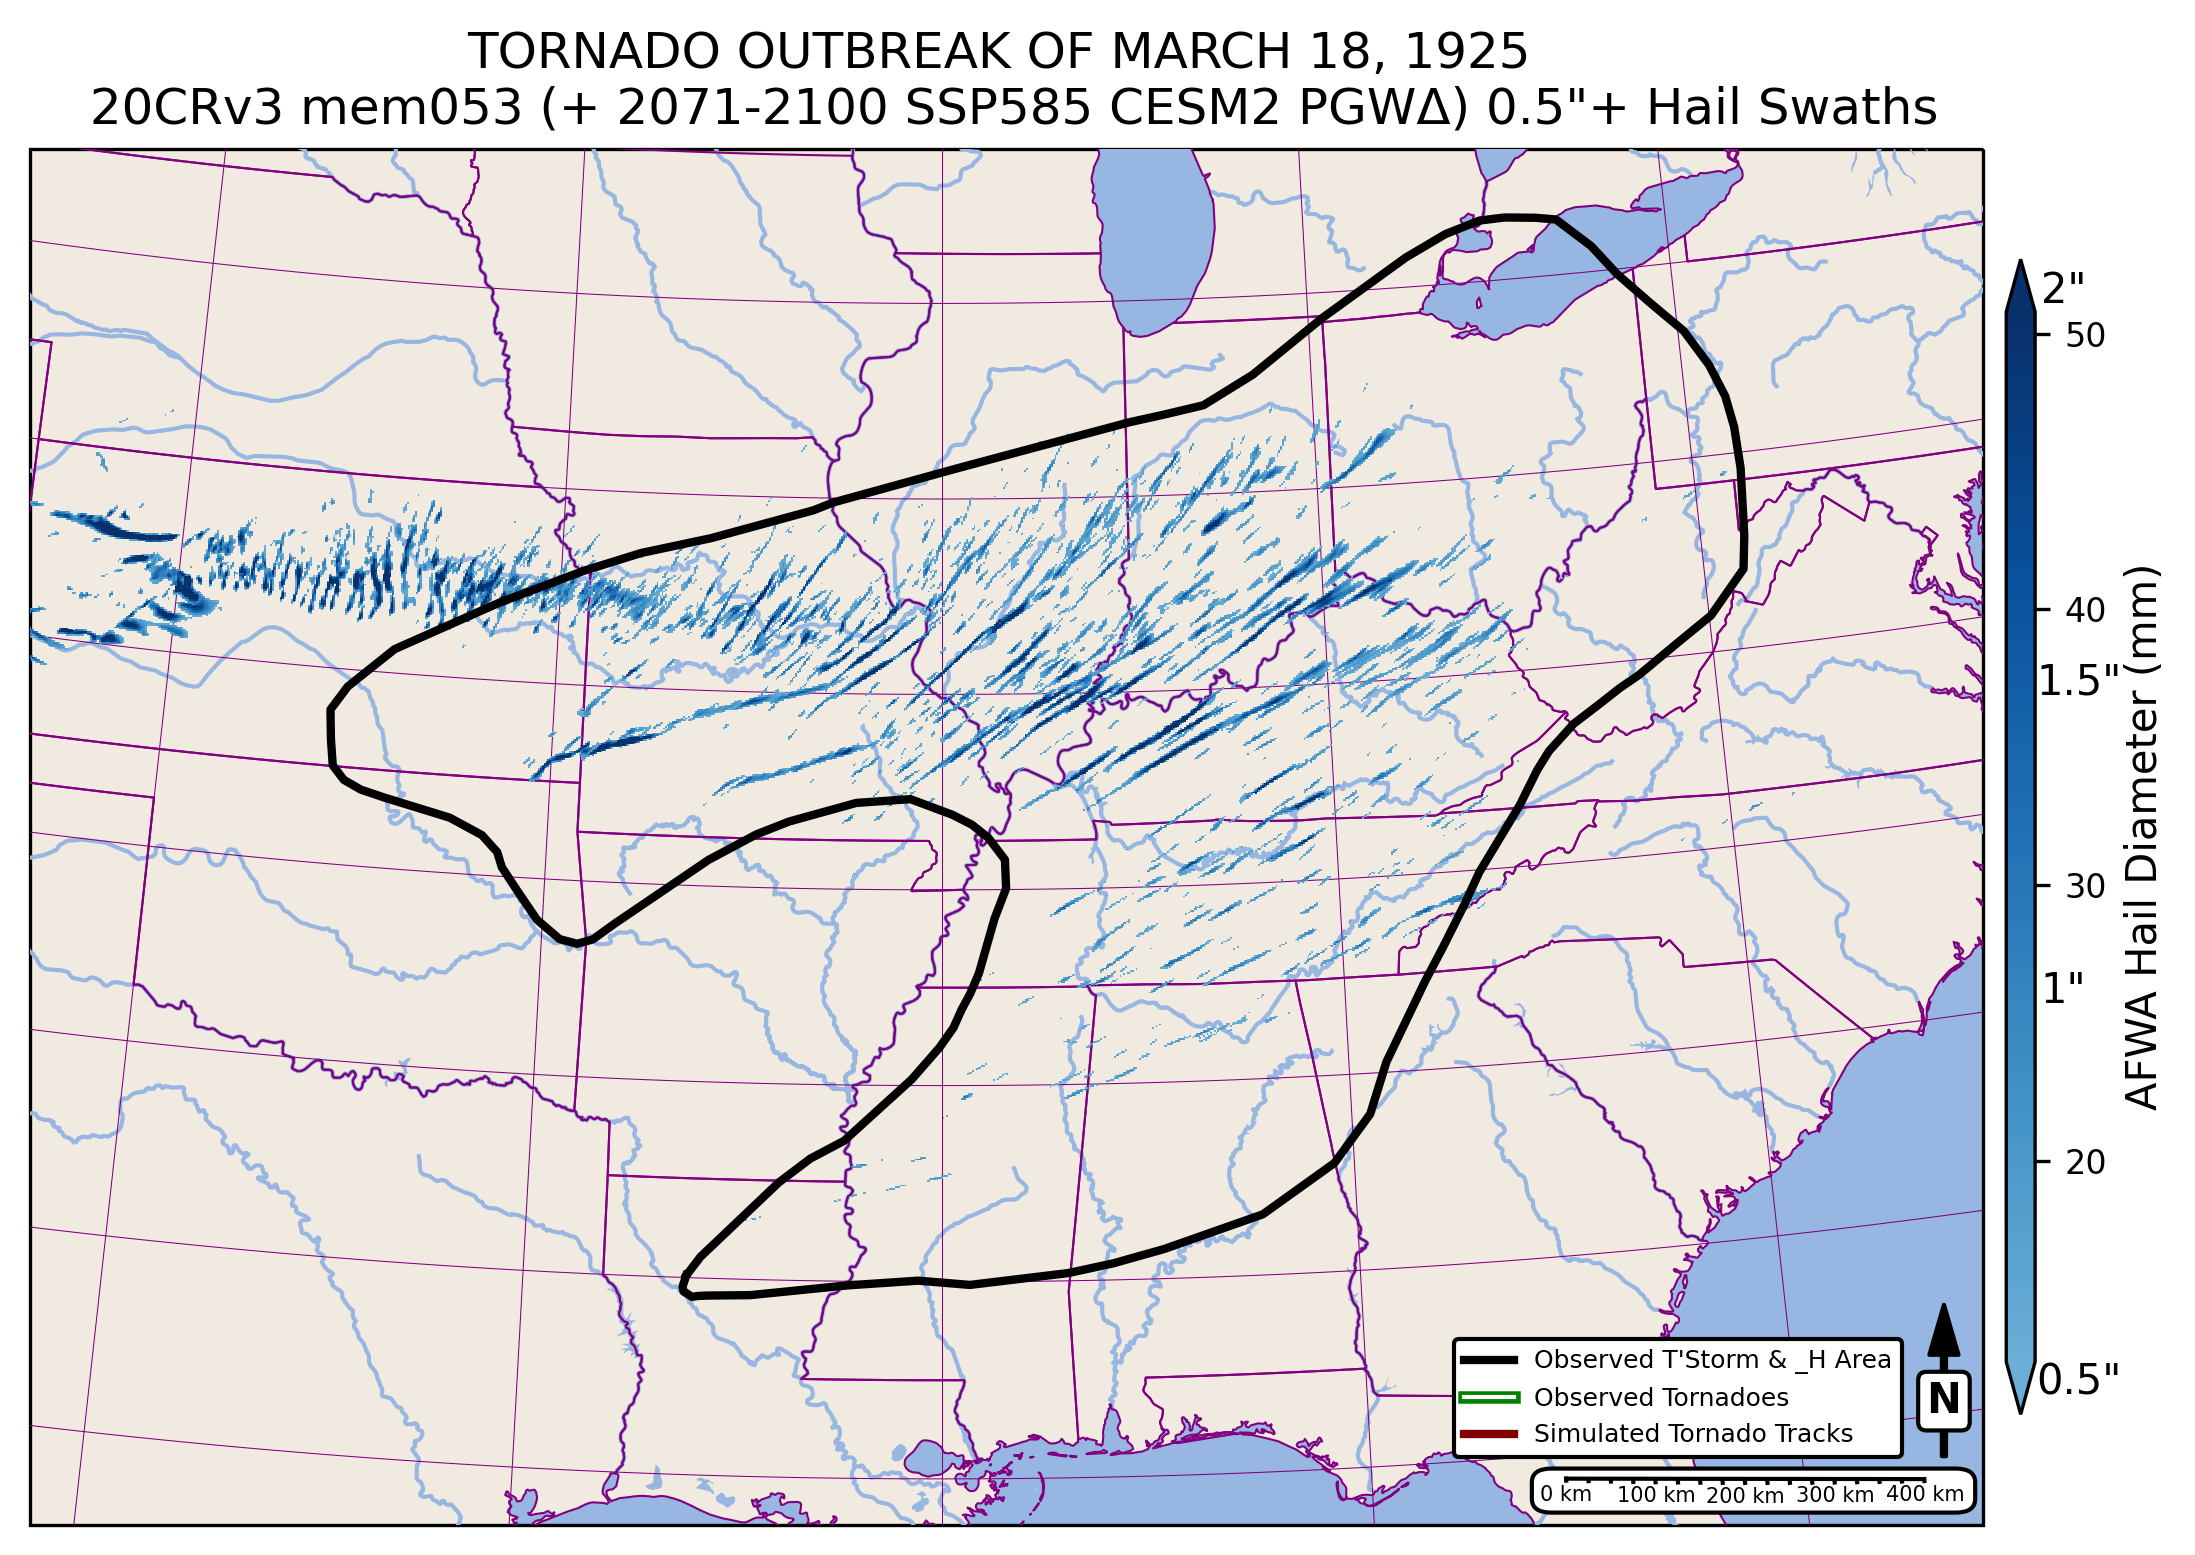 TORNADO OUTBREAK OF MARCH 18, 1925
20CRv3 mem053 (+ 2071-2100 SSP585 CESM2 PGWΔ) 0.5"+ Hail Swaths
2"
50
40
1.5"
30
1"
20
0.5"
AFWA Hail Diameter (mm)
Observed T'Storm & _H Area
Observed Tornadoes
Simulated Tornado Tracks
N
0 km 100 km 200 km 300 km 400 km